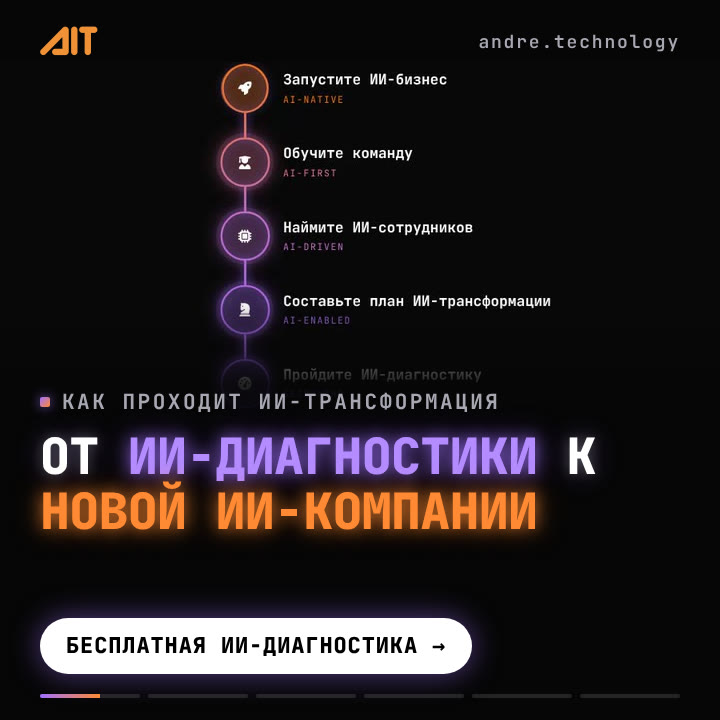 AIT
andre.technology
Запустите ИИ-бизнес
AI-NATIVE
Обучите команду
AI-FIRST
Наймите ИИ-сотрудников
AI-DRIVEN
Составьте план ИИ-трансформации
AI-ENABLED
Пройдите ИИ-диагностику
КАК ПРОХОДИТ ИИ-ТРАНСФОРМАЦИЯ
ОТ ИИ-ДИАГНОСТИКИ К
НОВОЙ ИИ-КОМПАНИИ
БЕСПЛАТНАЯ ИИ-ДИАГНОСТИКА →